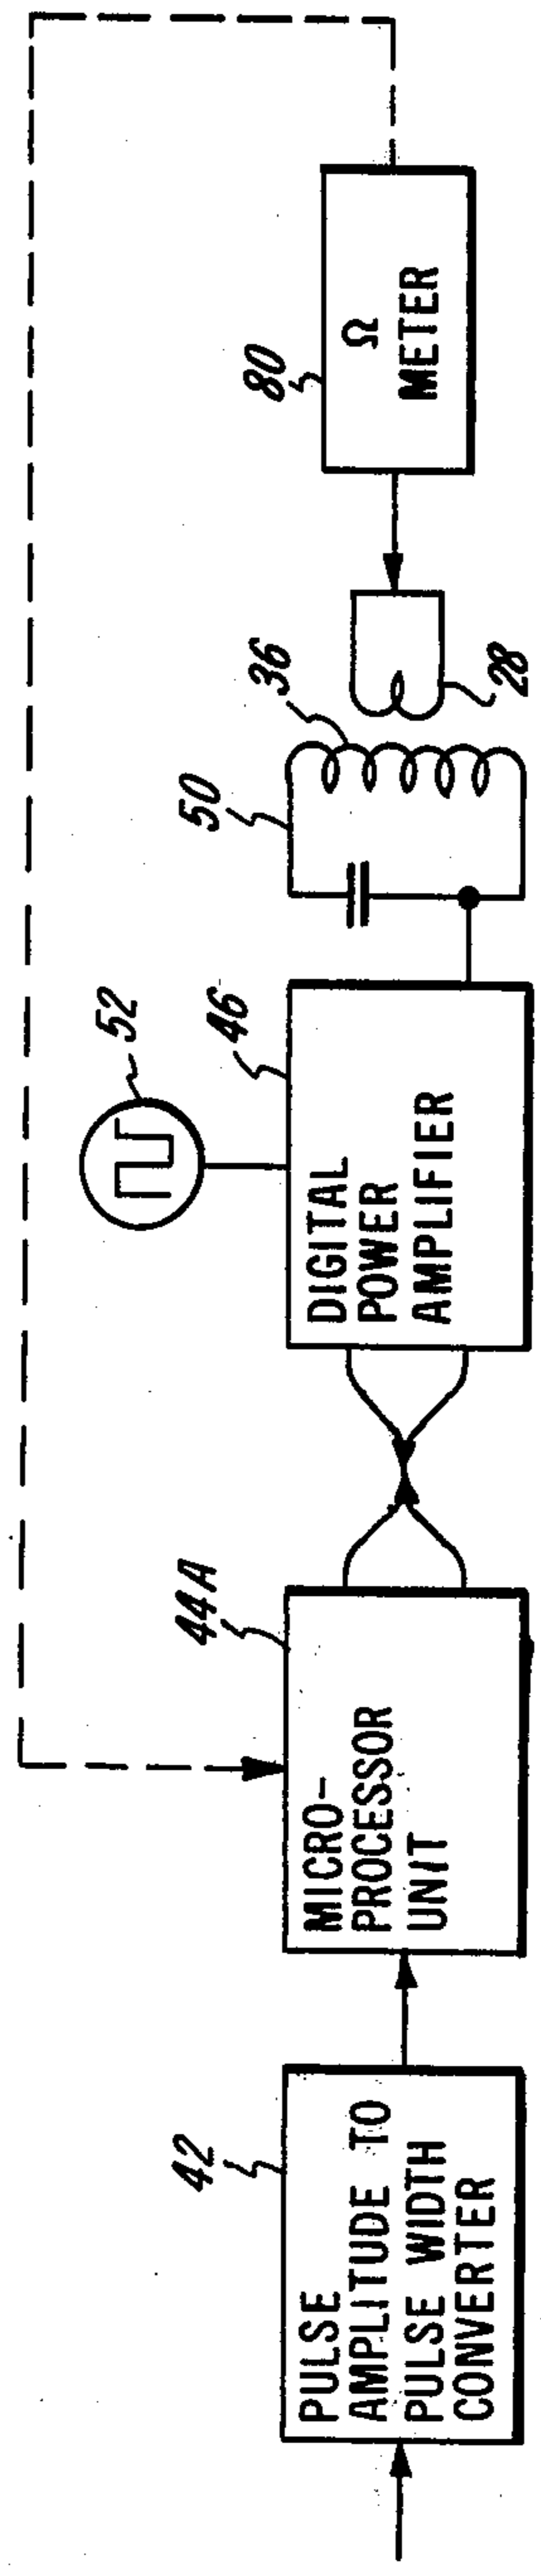 42
PULSE
AMPLITUDE TO
PULSE WIDTH
CONVERTER
44A
MICRO-
PROCESSOR
UNIT
52
46
DIGITAL
POWER
AMPLIFIER
50
36
28
80
Ω
METER